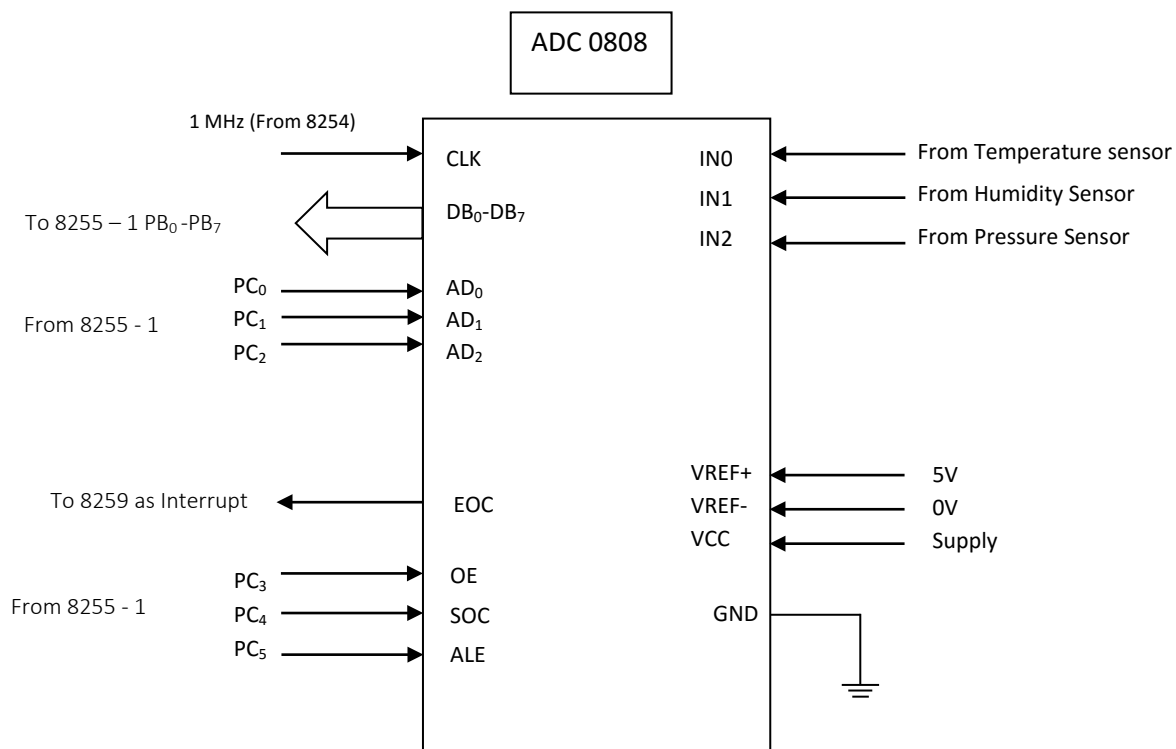 ADC 0808
1 MHz (From 8254)
CLK
IN0
From Temperature sensor
To 8255 – 1 PB₀ -PB₇
DB₀-DB₇
IN1
From Humidity Sensor
IN2
From Pressure Sensor
PC₀
AD₀
From 8255 - 1
PC₁
AD₁
PC₂
AD₂
VREF+
5V
To 8259 as Interrupt
EOC
VREF-
0V
VCC
Supply
PC₃
OE
From 8255 - 1
PC₄
SOC
GND
PC₅
ALE